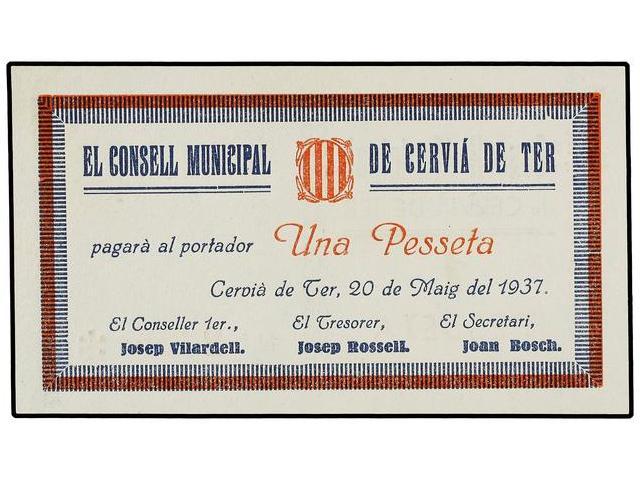 EL CONSELL MUNICIPAL DE CERVIÁ DE TER
pagarà al portador Una Pesseta
Cervià de Ter, 20 de Maig del 1937.
El Conseller 1er., El Tresorer, El Secretari,
Josep Vilardell. Josep Rossell. Joan Bosch.